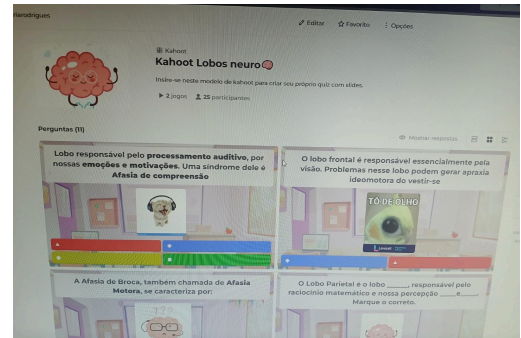 riarodrigues
Editar
Favorito
Opções
Kahoot
Kahoot Lobos neuro🧠
Insire-se neste modelo de kahoot para criar seu próprio quiz com slides.
2 jogos
25 participantes
Perguntas (11)
Mostrar respostas
Lobo responsável pelo processamento auditivo, por
nossas emoções e motivações. Uma síndrome dele é
Afasia de compreensão
O lobo frontal é responsável essencialmente pela
visão. Problemas nesse lobo podem gerar apraxia
ideomotora do vestir-se
TÔ DE OLHO
A Afasia de Broca, também chamada de Afasia
Motora, se caracteriza por:
O Lobo Parietal é o lobo ______, responsável pelo
raciocínio matemático e nossa percepção ____e____.
Marque o correto.